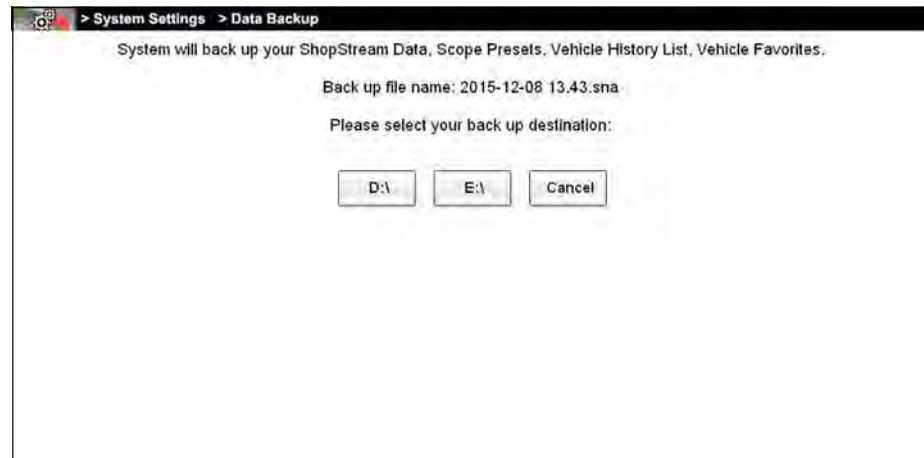 > System Settings > Data Backup
System will back up your ShopStream Data, Scope Presets, Vehicle History List, Vehicle Favorites.
Back up file name: 2015-12-08 13.43.sna
Please select your back up destination:
D:\ E:\ Cancel